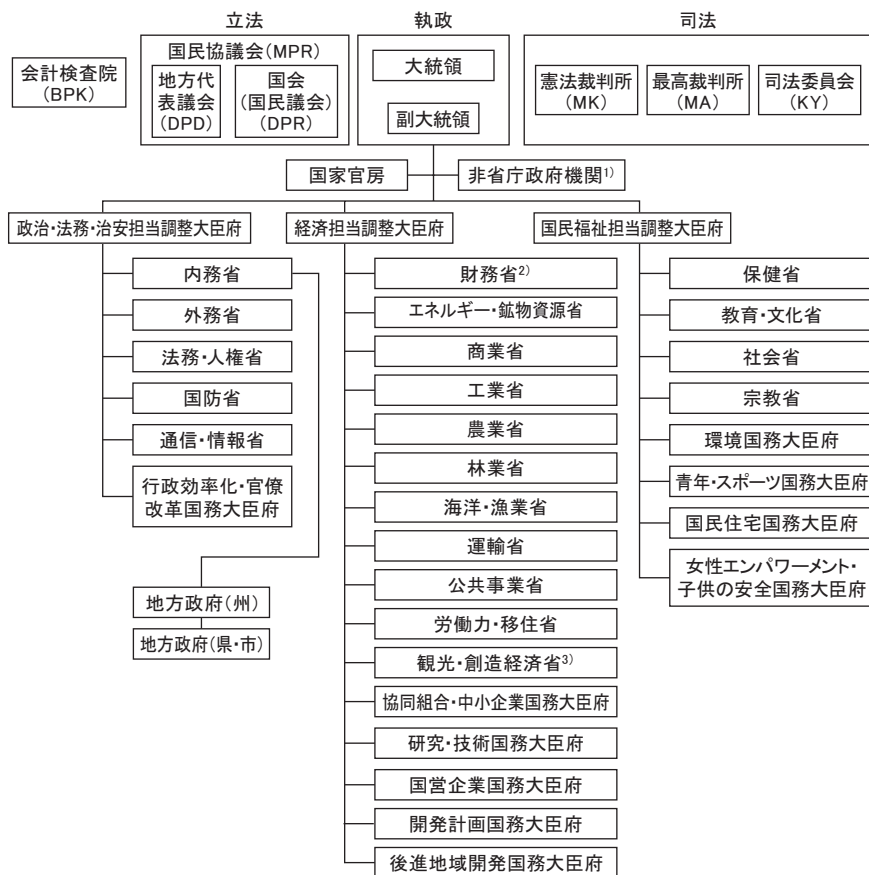 立法
執政
司法
会計検査院
(BPK)
国民協議会(MPR)
地方代
表議会
(DPD)
国会
(国民議会)
(DPR)
大統領
副大統領
憲法裁判所
(MK)
最高裁判所
(MA)
司法委員会
(KY)
国家官房
非省庁政府機関1)
政治・法務・治安担当調整大臣府
経済担当調整大臣府
国民福祉担当調整大臣府
内務省
外務省
法務・人権省
国防省
通信・情報省
行政効率化・官僚
改革国務大臣府
地方政府(州)
地方政府(県・市)
財務省2)
エネルギー・鉱物資源省
商業省
工業省
農業省
林業省
海洋・漁業省
運輸省
公共事業省
労働力・移住省
観光・創造経済省3)
協同組合・中小企業国務大臣府
研究・技術国務大臣府
国営企業国務大臣府
開発計画国務大臣府
後進地域開発国務大臣府
保健省
教育・文化省
社会省
宗教省
環境国務大臣府
青年・スポーツ国務大臣府
国民住宅国務大臣府
女性エンパワーメント・
子供の安全国務大臣府